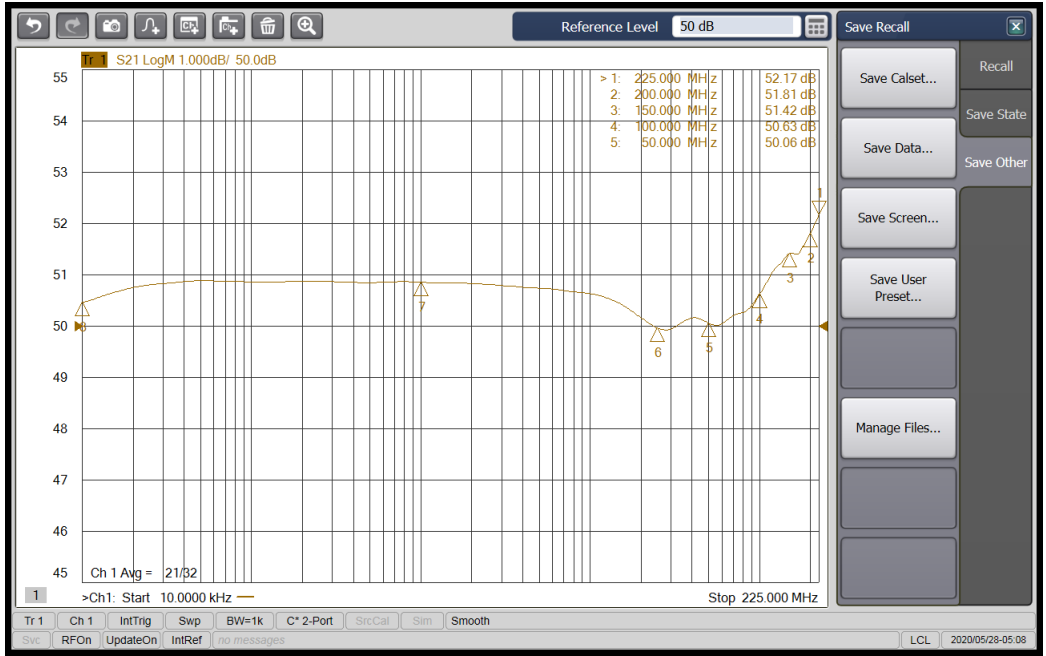 Reference Level 50 dB
Save Recall
Tr 1 S21 LogM 1.000dB/ 50.0dB
> 1: 225.000 MHz 52.17 dB
2: 200.000 MHz 51.81 dB
3: 150.000 MHz 51.42 dB
4: 100.000 MHz 50.63 dB
5: 50.000 MHz 50.06 dB
55
54
53
52
51
50
49
48
47
46
45
1
2
3
4
5
6
7
8
Ch 1 Avg = 21/32
1
>Ch1: Start 10.0000 kHz
Stop 225.000 MHz
Save Calset...
Save Data...
Save Screen...
Save User
Preset...
Manage Files...
Recall
Save State
Save Other
Tr 1 Ch 1 IntTrig Swp BW=1k C* 2-Port SrcCal Sim Smooth
Svc RFOn UpdateOn IntRef no messages LCL 2020/05/28-05:08